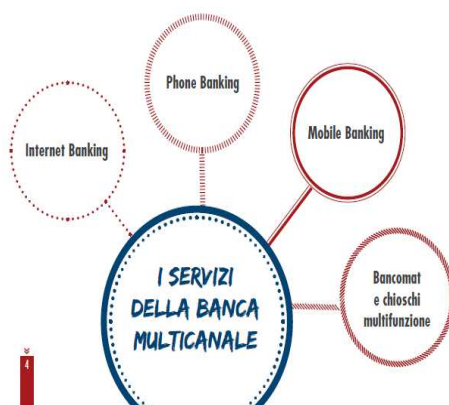 Phone Banking
Internet Banking
Mobile Banking
I SERVIZI
DELLA BANCA
MULTICANALE
Bancomat
e chioschi
multifunzione
4